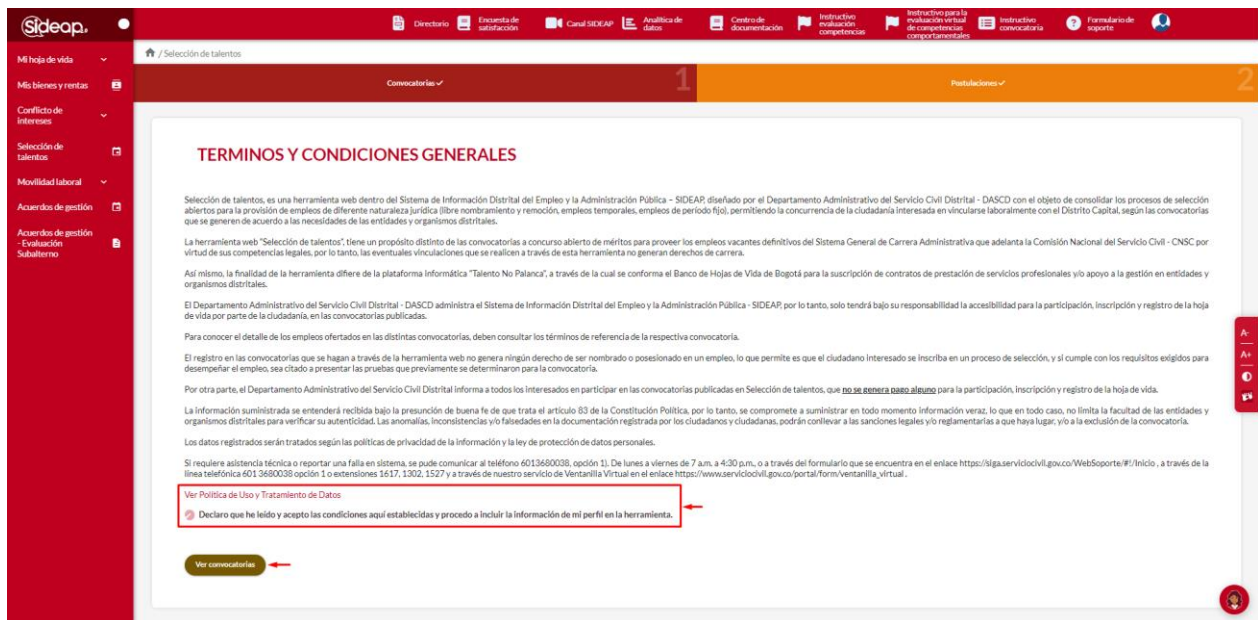 Sideap.
Directorio
Encuesta de
satisfacción
Canal SIDEAP
Analítica de
datos
Centro de
documentación
Instructivo
evaluación
competencias
Instructivo para la
evaluación virtual
de competencias
comportamentales
Instructivo
convocatoria
Formulario de
soporte
/ Selección de talentos
Mi hoja de vida
Mis bienes y rentas
Conflicto de
intereses
Selección de
talentos
Movilidad laboral
Acuerdos de gestión
Acuerdos de gestión
- Evaluación
Subalterno
Convocatorias
1
Postulaciones
2
TERMINOS Y CONDICIONES GENERALES
Selección de talentos, es una herramienta web dentro del Sistema de Información Distrital del Empleo y la Administración Pública – SIDEAP, diseñado por el Departamento Administrativo del Servicio Civil Distrital - DASCD con el objeto de consolidar los procesos de selección
abiertos para la provisión de empleos de diferente naturaleza jurídica (libre nombramiento y remoción, empleos temporales, empleos de período fijo), permitiendo la concurrencia de la ciudadanía interesada en vincularse laboralmente con el Distrito Capital, según las convocatorias
que se generen de acuerdo a las necesidades de las entidades y organismos distritales.
La herramienta web "Selección de talentos", tiene un propósito distinto de las convocatorias a concurso abierto de méritos para proveer los empleos vacantes definitivos del Sistema General de Carrera Administrativa que adelanta la Comisión Nacional del Servicio Civil - CNSC por
virtud de sus competencias legales, por lo tanto, las eventuales vinculaciones que se realicen a través de esta herramienta no generan derechos de carrera.
Así mismo, la finalidad de la herramienta difiere de la plataforma Informática "Talento No Palanca", a través de la cual se conforma el Banco de Hojas de Vida de Bogotá para la suscripción de contratos de prestación de servicios profesionales y/o apoyo a la gestión en entidades y
organismos distritales.
El Departamento Administrativo del Servicio Civil Distrital - DASCD administra el Sistema de Información Distrital del Empleo y la Administración Pública - SIDEAP, por lo tanto, solo tendrá bajo su responsabilidad la accesibilidad para la participación, inscripción y registro de la hoja
de vida por parte de la ciudadanía, en las convocatorias publicadas.
Para conocer el detalle de los empleos ofertados en las distintas convocatorias, deben consultar los términos de referencia de la respectiva convocatoria.
El registro en las convocatorias que se hagan a través de la herramienta web no genera ningún derecho de ser nombrado o posesionado en un empleo, lo que permite es que el ciudadano interesado se inscriba en un proceso de selección, y si cumple con los requisitos exigidos para
desempeñar el empleo, sea citado a presentar las pruebas que previamente se determinaron para la convocatoria.
Por otra parte, el Departamento Administrativo del Servicio Civil Distrital informa a todos los interesados en participar en las convocatorias publicadas en Selección de talentos, que no se genera pago alguno para la participación, inscripción y registro de la hoja de vida.
La información suministrada se entenderá recibida bajo la presunción de buena fe de que trata el artículo 83 de la Constitución Política, por lo tanto, se compromete a suministrar en todo momento información veraz, lo que en todo caso, no limita la facultad de las entidades y
organismos distritales para verificar su autenticidad. Las anomalías, inconsistencias y/o falsedades en la documentación registrada por los ciudadanos y ciudadanas, podrán conllevar a las sanciones legales y/o reglamentarias a que haya lugar, y/o a la exclusión de la convocatoria.
Los datos registrados serán tratados según las políticas de privacidad de la información y la ley de protección de datos personales.
Si requiere asistencia técnica o reportar una falla en sistema, se pude comunicar al teléfono 6013680038, opción 1). De lunes a viernes de 7 a.m. a 4:30 p.m., o a través del formulario que se encuentra en el enlace https://siga.serviciocivil.gov.co/WebSoporte/#!/Inicio , a través de la
línea telefónica 601 3680038 opción 1 o extensiones 1617, 1302, 1527 y a través de nuestro servicio de Ventanilla Virtual en el enlace https://www.serviciocivil.gov.co/portal/form/ventanilla_virtual .
Ver Política de Uso y Tratamiento de Datos
Declaro que he leído y acepto las condiciones aquí establecidas y procedo a incluir la información de mi perfil en la herramienta.
Ver convocatorias
A-
A+